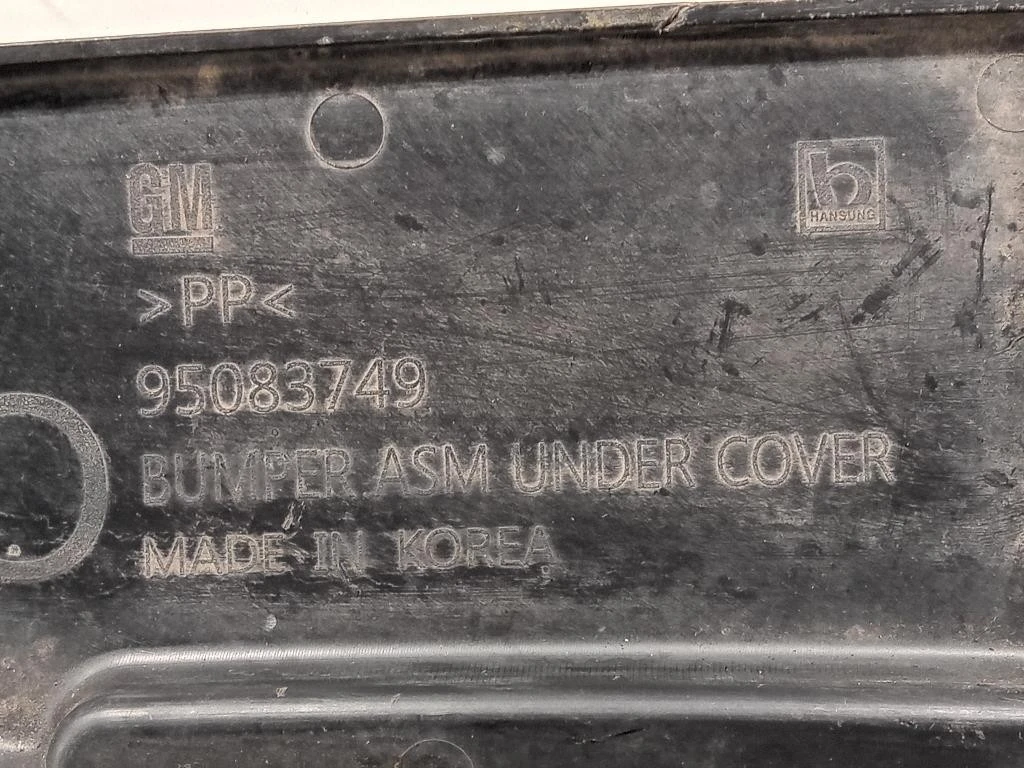 GM
h
HANSUNG
>PP<
95083749
BUMPER ASM UNDER COVER
MADE IN KOREA